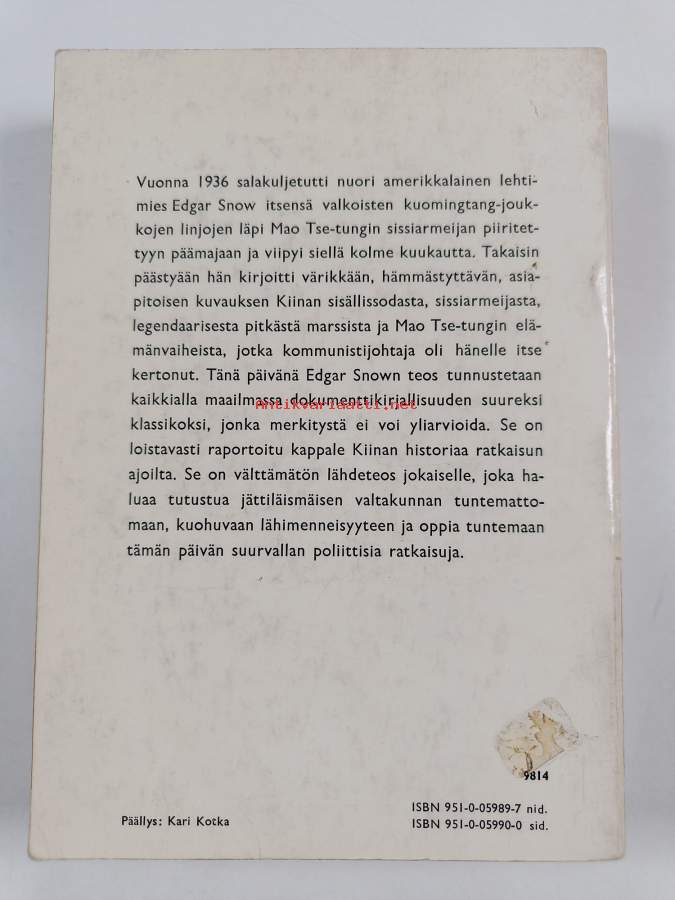 Vuonna 1936 salakuljetutti nuori amerikkalainen lehti-
mies Edgar Snow itsensä valkoisten kuomingtang-jouk-
kojen linjojen läpi Mao Tse-tungin sissiarmeijan piiritet-
tyyn päämajaan ja viipyi siellä kolme kuukautta. Takaisin
päästyään hän kirjoitti värikkään, hämmästyttävän, asia-
pitoisen kuvauksen Kiinan sisällissodasta, sissiarmeijasta,
legendaarisesta pitkästä marssista ja Mao Tse-tungin elä-
mänvaiheista, jotka kommunistijohtaja oli hänelle itse
kertonut. Tänä päivänä Edgar Snown teos tunnustetaan
kaikkialla maailmassa dokumenttikirjallisuuden suureksi
Antikvariaatti.net
klassikoksi, jonka merkitystä ei voi yliarvioida. Se on
loistavasti raportoitu kappale Kiinan historiaa ratkaisun
ajoilta. Se on välttämätön lähdeteos jokaiselle, joka ha-
luaa tutustua jättiläismäisen valtakunnan tuntematto-
maan, kuohuvaan lähimenneisyyteen ja oppia tuntemaan
tämän päivän suurvallan poliittisia ratkaisuja.
9814
ISBN 951-0-05989-7 nid.
Päällys: Kari Kotka
ISBN 951-0-05990-0 sid.